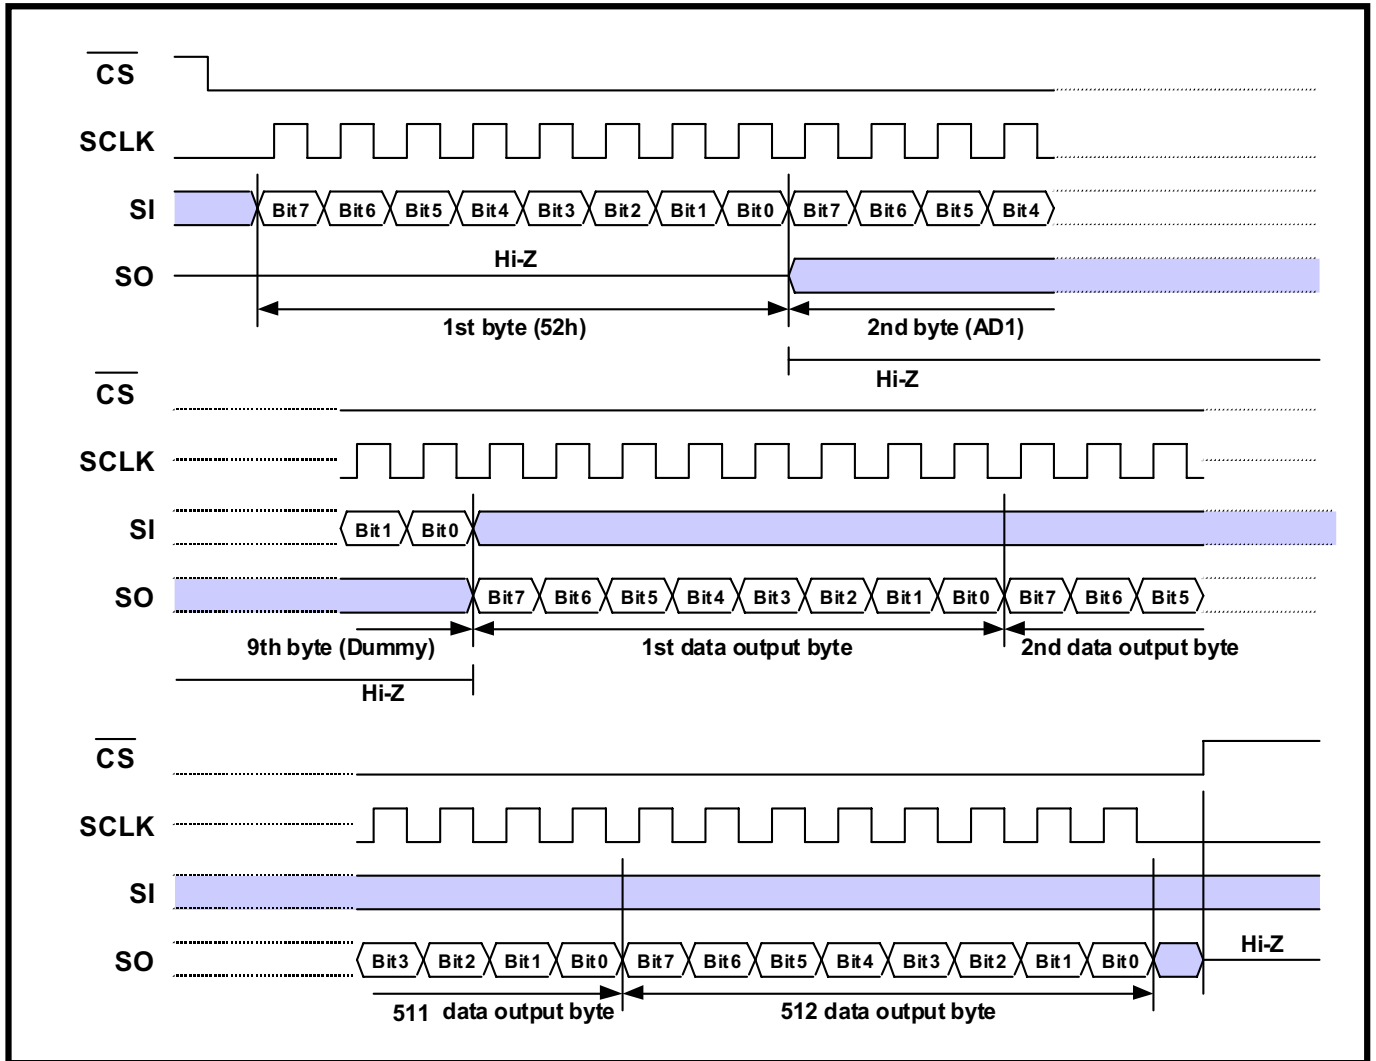 CS
SCLK
SI Bit7 Bit6 Bit5 Bit4 Bit3 Bit2 Bit1 Bit0 Bit7 Bit6 Bit5 Bit4
Hi-Z
SO
1st byte (52h) 2nd byte (AD1)
Hi-Z
CS
SCLK
SI Bit1 Bit0
SO Bit7 Bit6 Bit5 Bit4 Bit3 Bit2 Bit1 Bit0 Bit7 Bit6 Bit5
9th byte (Dummy) 1st data output byte 2nd data output byte
Hi-Z
CS
SCLK
SI
Hi-Z
SO Bit3 Bit2 Bit1 Bit0 Bit7 Bit6 Bit5 Bit4 Bit3 Bit2 Bit1 Bit0
511 data output byte 512 data output byte